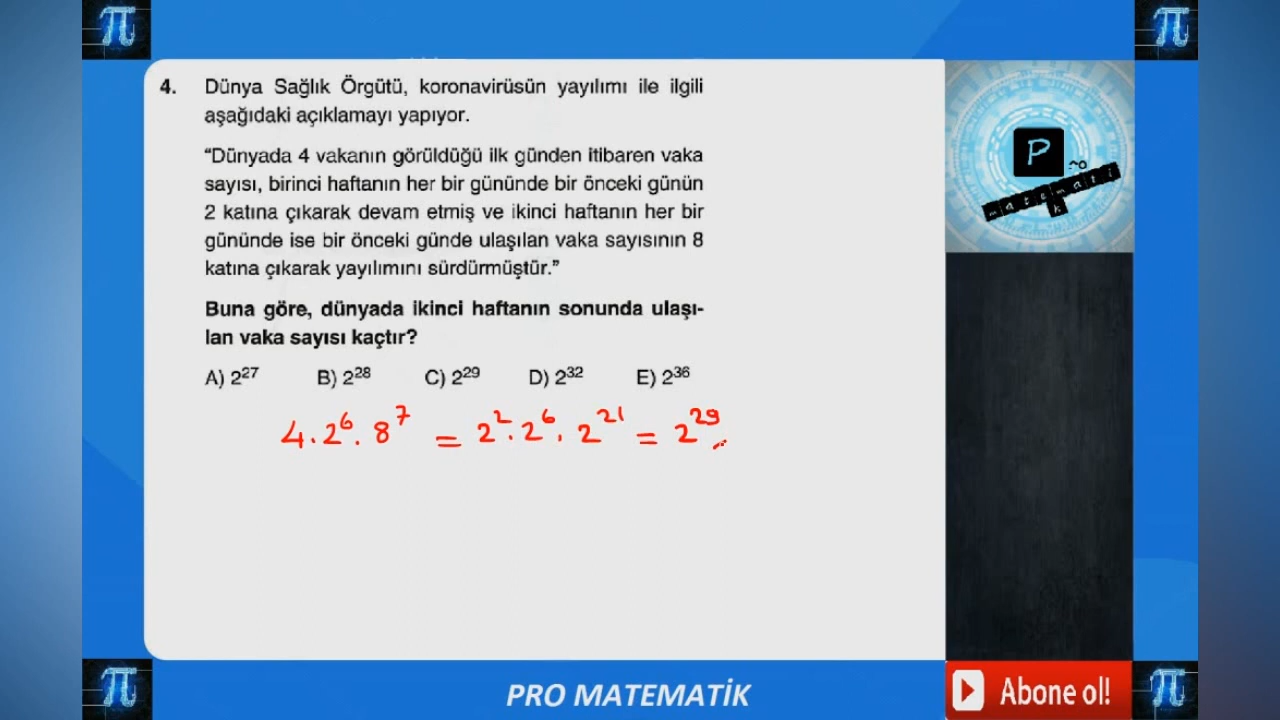 4. Dünya Sağlık Örgütü, koronavirüsün yayılımı ile ilgili
aşağıdaki açıklamayı yapıyor.
“Dünyada 4 vakanın görüldüğü ilk günden itibaren vaka
sayısı, birinci haftanın her bir gününde bir önceki günün
2 katına çıkarak devam etmiş ve ikinci haftanın her bir
gününde ise bir önceki günde ulaşılan vaka sayısının 8
katına çıkarak yayılımını sürdürmüştür.”
Buna göre, dünyada ikinci haftanın sonunda ulaşı-
lan vaka sayısı kaçtır?
A) 2²⁷ B) 2²⁸ C) 2²⁹ D) 2³² E) 2³⁶
4.2⁶.8⁷ = 2².2⁶.2²¹ = 2²⁹
P
ro
matematik
PRO MATEMATİK
Abone ol!
π
π
π
π